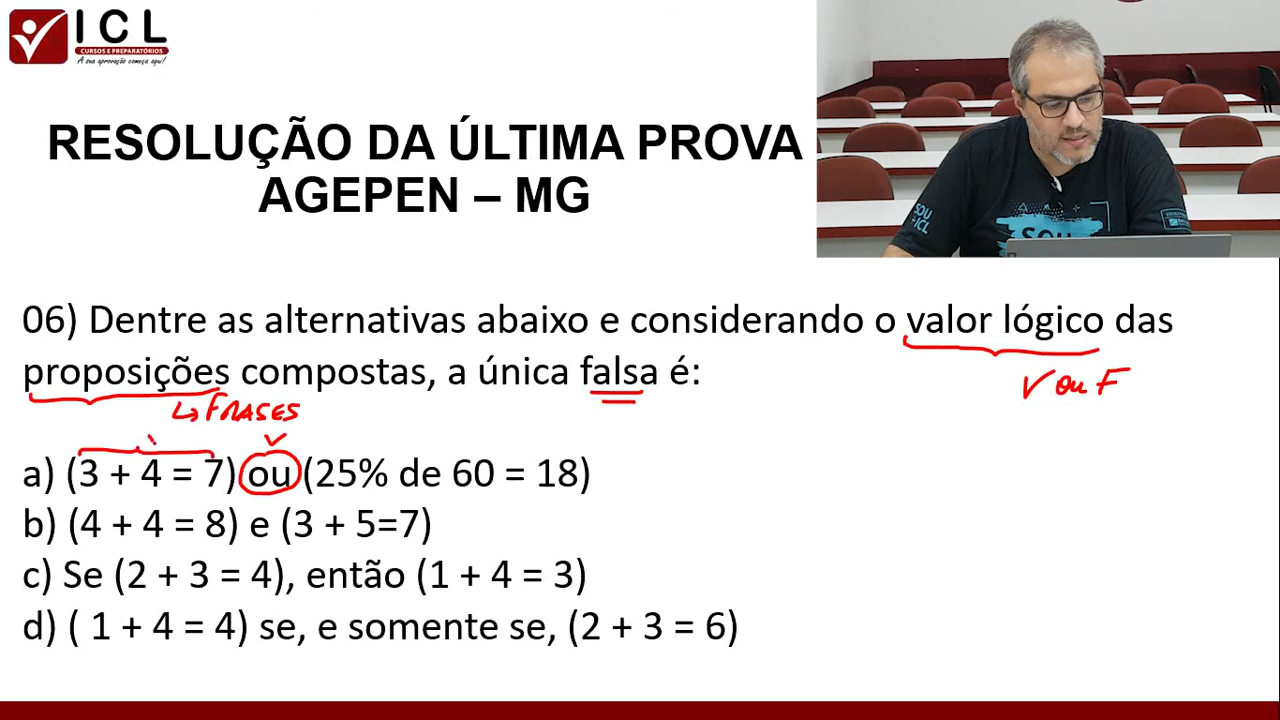 ICL
CURSOS E PREPARATÓRIOS
A sua aprovação começa aqui!
RESOLUÇÃO DA ÚLTIMA PROVA
AGEPEN – MG
SOU
+ICL
SOU
06) Dentre as alternativas abaixo e considerando o valor lógico das
proposições compostas, a única falsa é:
V ou F
↳ FRASES
a) (3 + 4 = 7) ou (25% de 60 = 18)
b) (4 + 4 = 8) e (3 + 5=7)
c) Se (2 + 3 = 4), então (1 + 4 = 3)
d) ( 1 + 4 = 4) se, e somente se, (2 + 3 = 6)